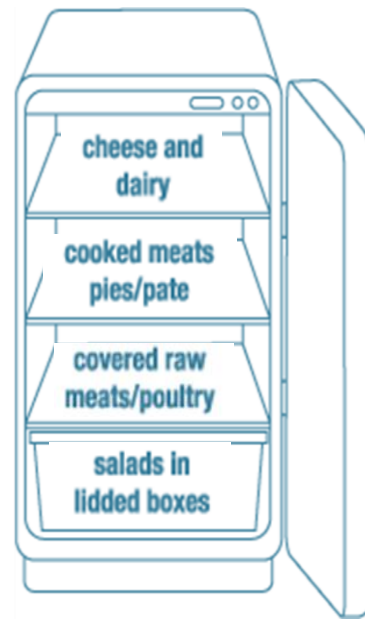 cheese and
dairy
cooked meats
pies/pate
covered raw
meats/poultry
salads in
lidded boxes